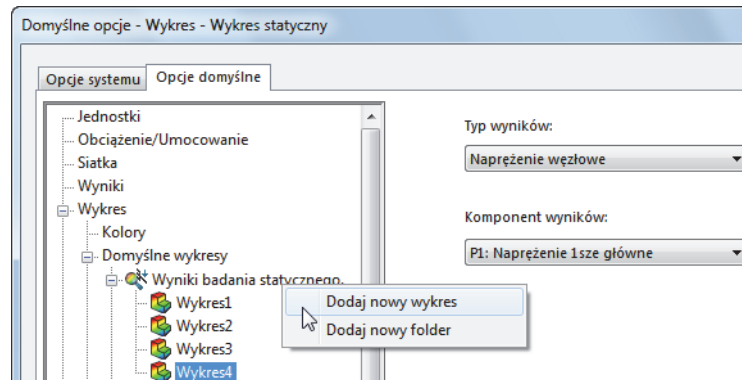 Domyślne opcje - Wykres - Wykres statyczny
Opcje systemu
Opcje domyślne
Jednostki
Obciążenie/Umocowanie
Siatka
Wyniki
Wykres
Kolory
Domyślne wykresy
Wyniki badania statycznego.
Wykres1
Wykres2
Wykres3
Wykres4
Dodaj nowy wykres
Dodaj nowy folder
Typ wyników:
Naprężenie węzłowe
Komponent wyników:
P1: Naprężenie 1sze główne